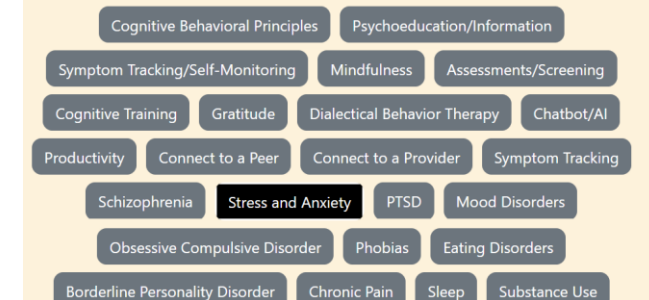 Cognitive Behavioral Principles Psychoeducation/Information
Symptom Tracking/Self-Monitoring Mindfulness Assessments/Screening
Cognitive Training Gratitude Dialectical Behavior Therapy Chatbot/AI
Productivity Connect to a Peer Connect to a Provider Symptom Tracking
Schizophrenia Stress and Anxiety PTSD Mood Disorders
Obsessive Compulsive Disorder Phobias Eating Disorders
Borderline Personality Disorder Chronic Pain Sleep Substance Use